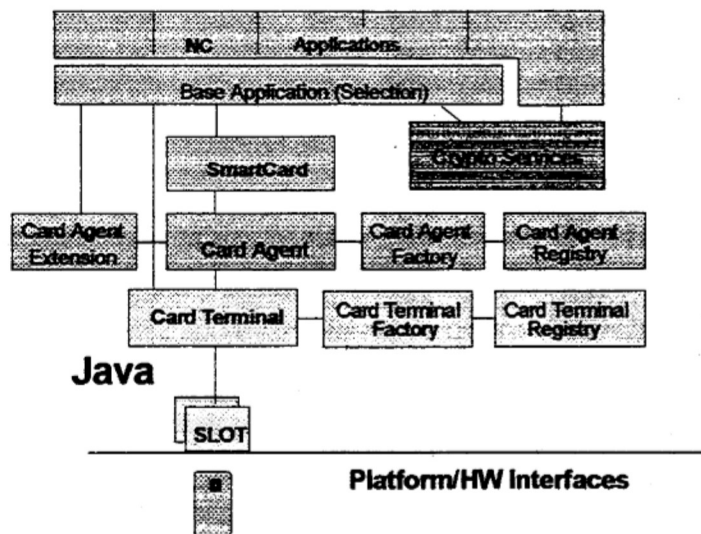 NC Applications
Base Application (Selection)
Crypto Services
SmartCard
Card Agent
Extension
Card Agent
Card Agent
Factory
Card Agent
Registry
Card Terminal
Card Terminal
Factory
Card Terminal
Registry
Java
SLOT
Platform/HW Interfaces